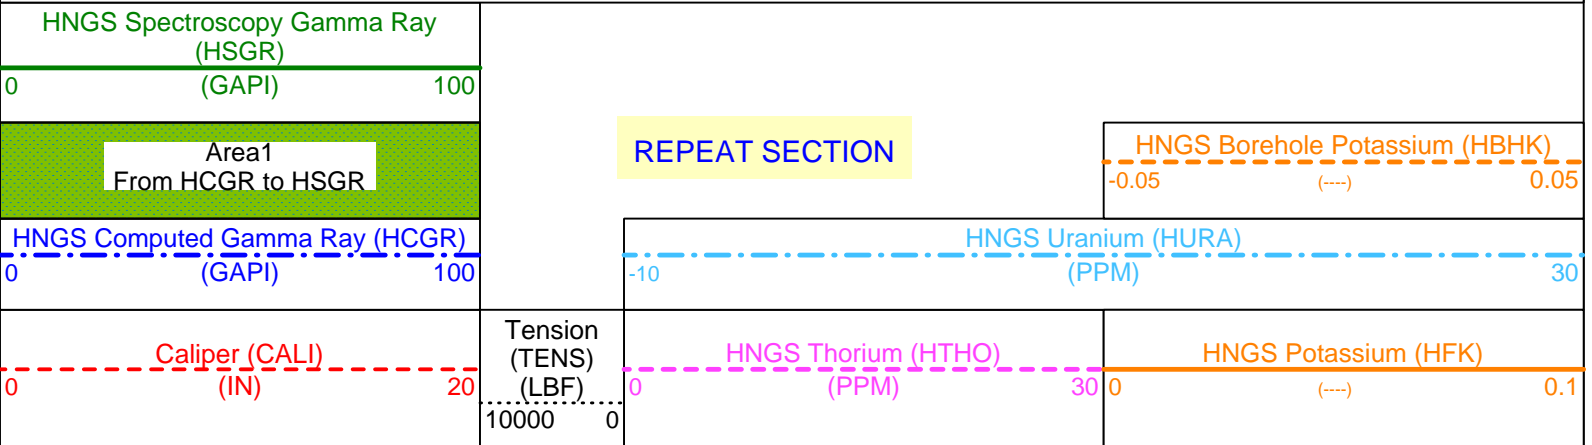 HNGS Spectroscopy Gamma Ray
(HSGR)
0 (GAPI) 100
Area1
From HCGR to HSGR
REPEAT SECTION
HNGS Borehole Potassium (HBHK)
-0.05 (----) 0.05
HNGS Computed Gamma Ray (HCGR)
0 (GAPI) 100
HNGS Uranium (HURA)
-10 (PPM) 30
Caliper (CALI)
0 (IN) 20
Tension
(TENS)
(LBF)
10000 0
HNGS Thorium (HTHO)
0 (PPM) 30
HNGS Potassium (HFK)
0 (----) 0.1